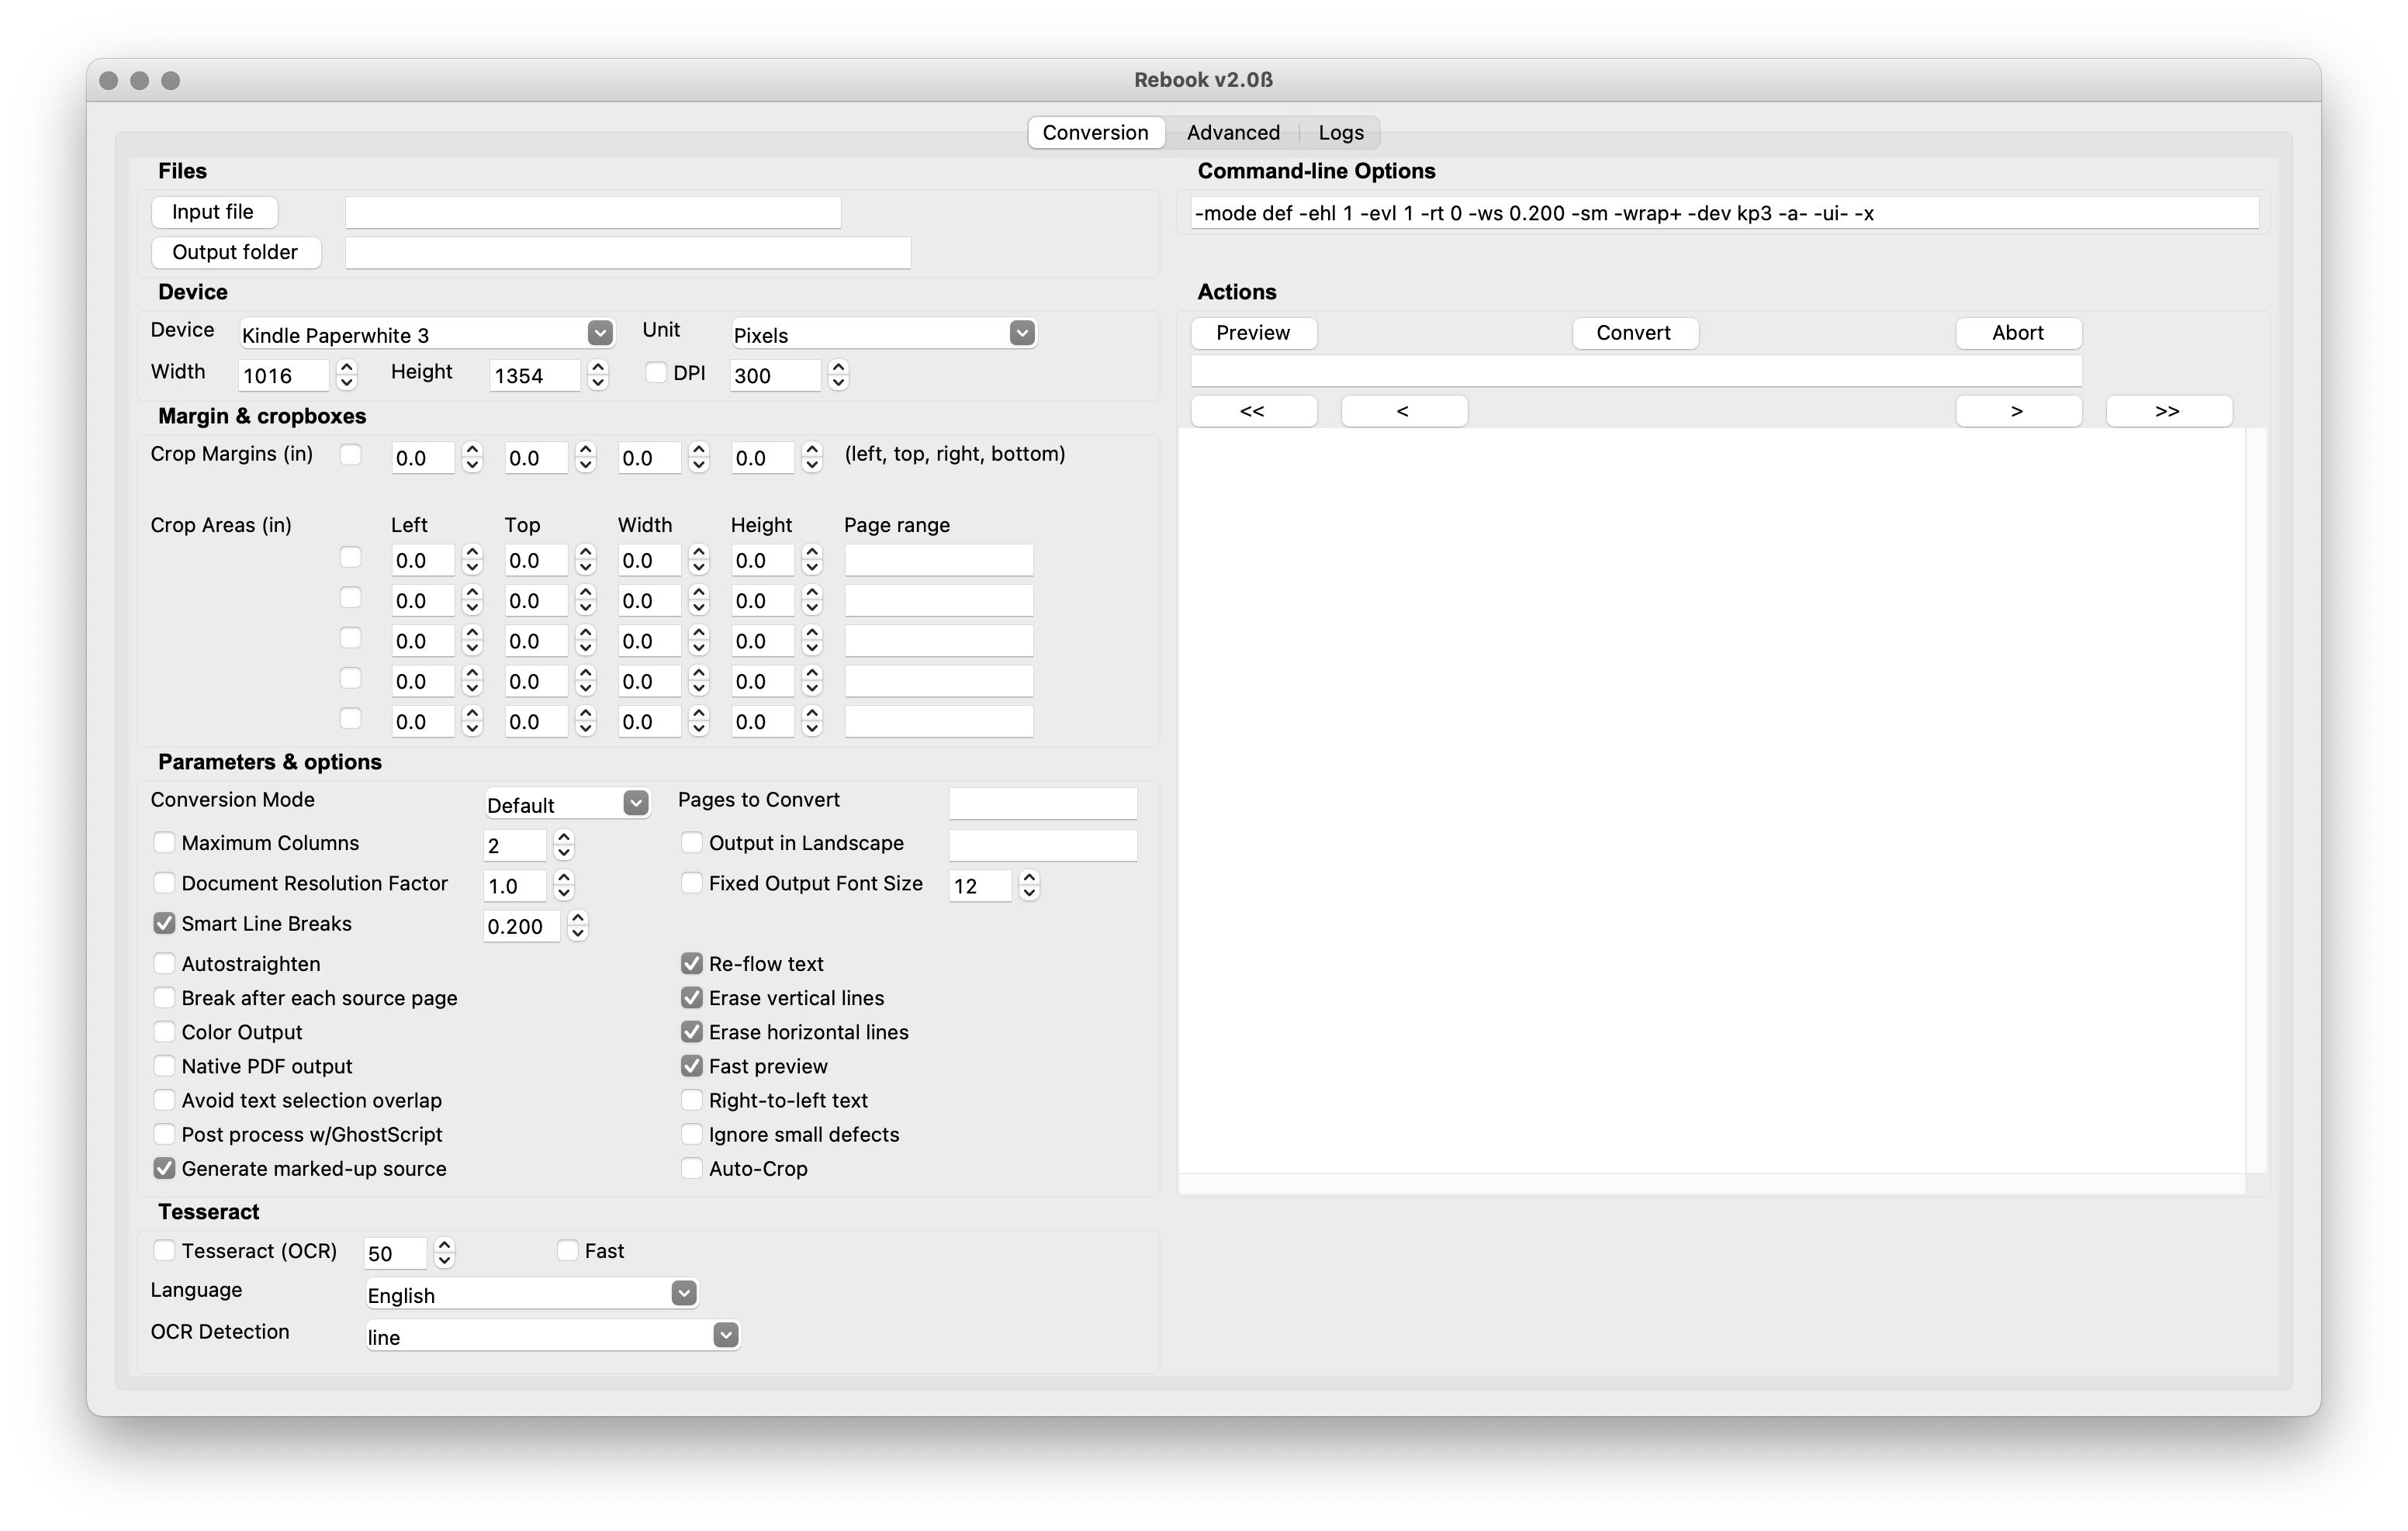 Rebook v2.0ß
Conversion Advanced Logs
Files
Input file
Output folder
Device
Device Kindle Paperwhite 3 Unit Pixels
Width 1016 Height 1354 DPI 300
Margin & cropboxes
Crop Margins (in) 0.0 0.0 0.0 0.0 (left, top, right, bottom)
Crop Areas (in) Left Top Width Height Page range
0.0 0.0 0.0 0.0
0.0 0.0 0.0 0.0
0.0 0.0 0.0 0.0
0.0 0.0 0.0 0.0
0.0 0.0 0.0 0.0
Parameters & options
Conversion Mode Default Pages to Convert
Maximum Columns 2 Output in Landscape
Document Resolution Factor 1.0 Fixed Output Font Size 12
Smart Line Breaks 0.200
Autostraighten Re-flow text
Break after each source page Erase vertical lines
Color Output Erase horizontal lines
Native PDF output Fast preview
Avoid text selection overlap Right-to-left text
Post process w/GhostScript Ignore small defects
Generate marked-up source Auto-Crop
Tesseract
Tesseract (OCR) 50 Fast
Language English
OCR Detection line
Command-line Options
-mode def -ehl 1 -evl 1 -rt 0 -ws 0.200 -sm -wrap+ -dev kp3 -a- -ui- -x
Actions
Preview Convert Abort
<< < > >>